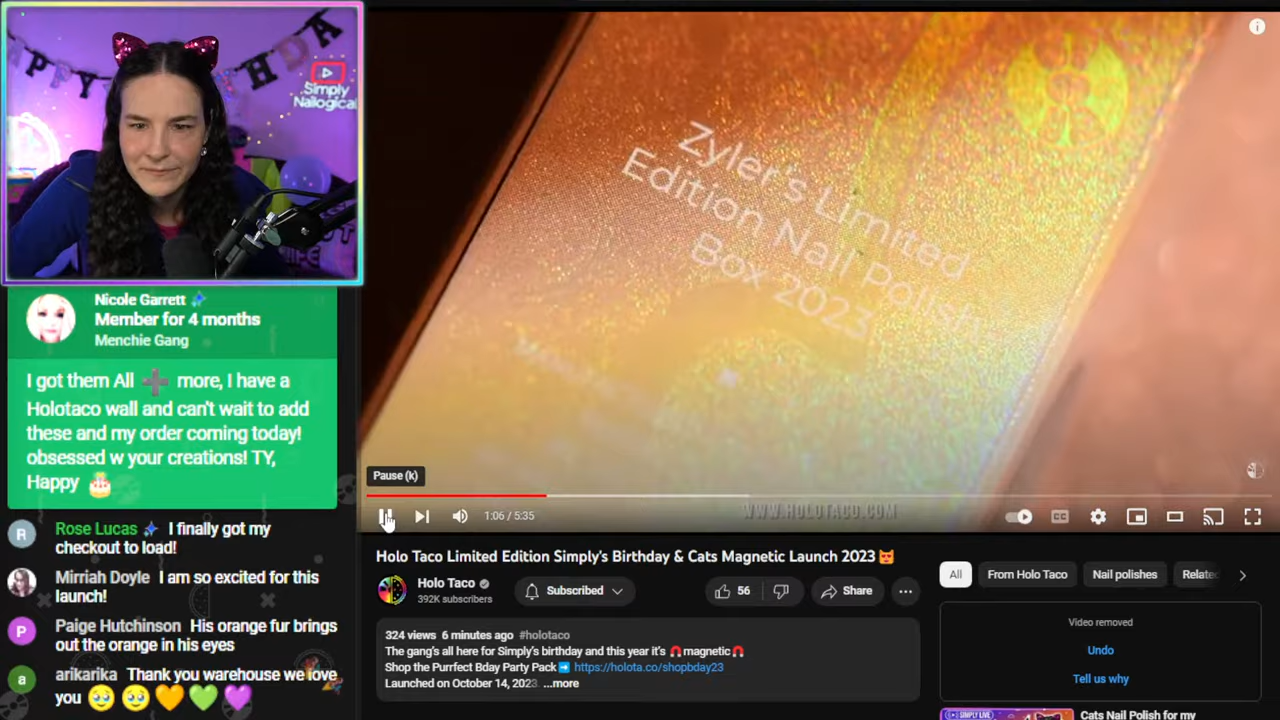 Simply
Nailogical
Nicole Garrett
Member for 4 months
Menchie Gang
I got them All ➕ more, I have a
Holotaco wall and can't wait to add
these and my order coming today!
obsessed w your creations! TY,
Happy 🎂
R
Rose Lucas I finally got my
checkout to load!
Mirriah Doyle I am so excited for this
launch!
P
Paige Hutchinson His orange fur brings
out the orange in his eyes
a
arikarika Thank you warehouse we love
you 🥹🥹🧡💚💜
Zyler's Limited
Edition Nail Polish
Box 2023
Pause (k)
1:06 / 5:35
WWW.HOLOTACO.COM
CC
Holo Taco Limited Edition Simply's Birthday & Cats Magnetic Launch 2023😻
Holo Taco
392K subscribers
Subscribed
56
Share
324 views 6 minutes ago #holotaco
The gang's all here for Simply's birthday and this year it's 🧲magnetic🧲
Shop the Purrfect Bday Party Pack➡️ https://holota.co/shopbday23
Launched on October 14, 2023 ...more
All
From Holo Taco
Nail polishes
Relate
Video removed
Undo
Tell us why
SIMPLY LIVE
Cats Nail Polish for my